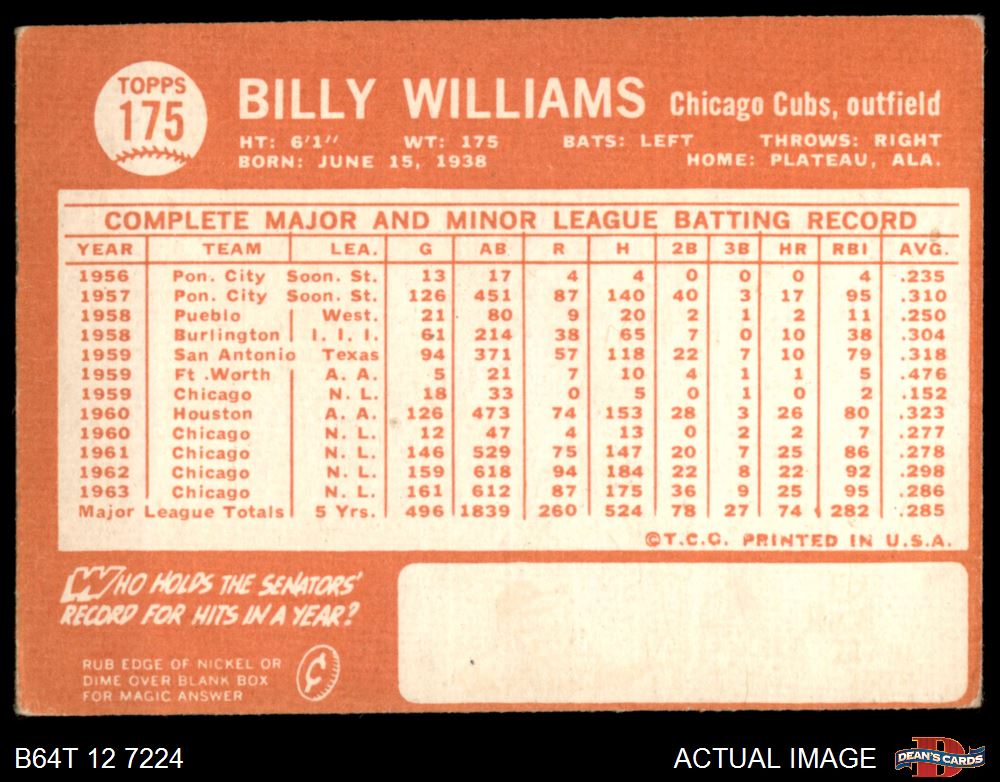 TOPPS
175
BILLY WILLIAMS Chicago Cubs, outfield
HT: 6'1" WT: 175 BATS: LEFT THROWS: RIGHT
BORN: JUNE 15, 1938 HOME: PLATEAU, ALA.
COMPLETE MAJOR AND MINOR LEAGUE BATTING RECORD
YEAR TEAM LEA. G AB R H 2B 3B HR RBI AVG.
1956 Pon. City Soon. St. 13 17 4 4 0 0 0 4 .235
1957 Pon. City Soon. St. 126 451 87 140 40 3 17 95 .310
1958 Pueblo West. 21 80 9 20 2 1 2 11 .250
1958 Burlington I. I. I. 61 214 38 65 7 0 10 38 .304
1959 San Antonio Texas 94 371 57 118 22 7 10 79 .318
1959 Ft .Worth A. A. 5 21 7 10 4 1 1 5 .476
1959 Chicago N. L. 18 33 0 5 0 1 0 2 .152
1960 Houston A. A. 126 473 74 153 28 3 26 80 .323
1960 Chicago N. L. 12 47 4 13 0 2 2 7 .277
1961 Chicago N. L. 146 529 75 147 20 7 25 86 .278
1962 Chicago N. L. 159 618 94 184 22 8 22 92 .298
1963 Chicago N. L. 161 612 87 175 36 9 25 95 .286
Major League Totals 5 Yrs. 496 1839 260 524 78 27 74 282 .285
©T.C.G. PRINTED IN U.S.A.
WHO HOLDS THE SENATORS'
RECORD FOR HITS IN A YEAR?
RUB EDGE OF NICKEL OR
DIME OVER BLANK BOX
FOR MAGIC ANSWER
¢
B64T 12 7224 ACTUAL IMAGE
D
DEAN'S CARDS